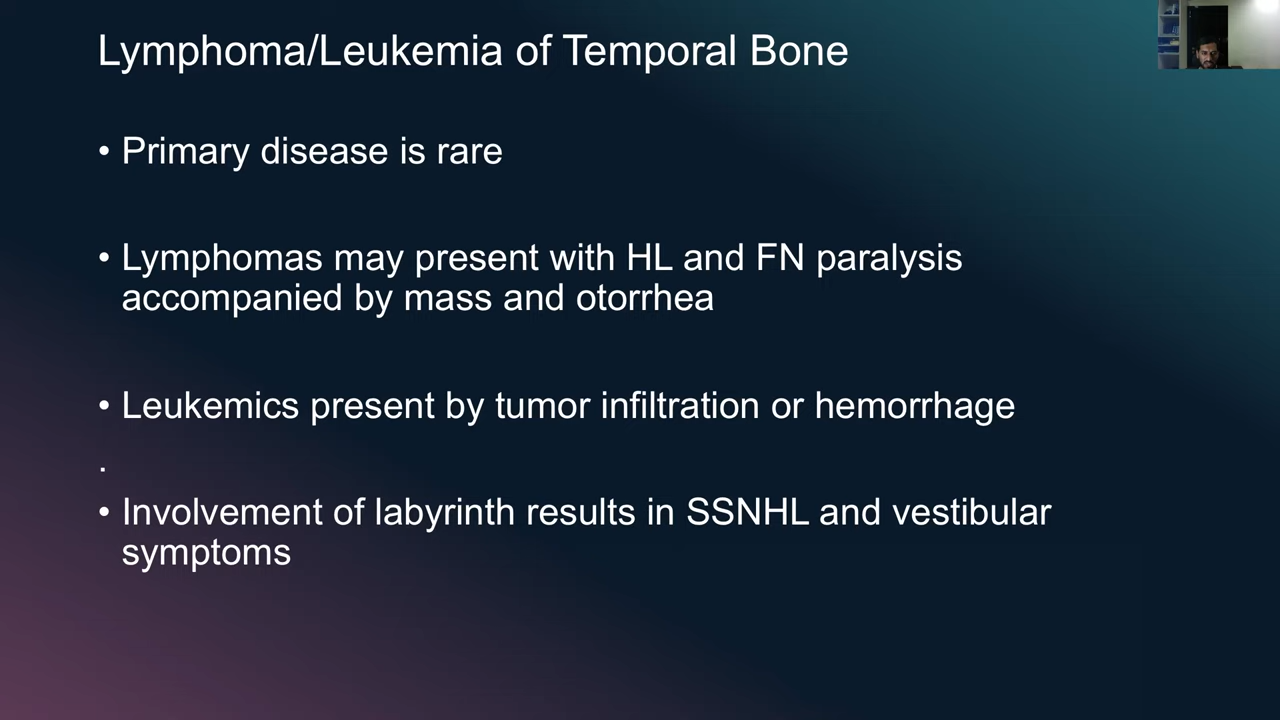 Lymphoma/Leukemia of Temporal Bone
• Primary disease is rare
• Lymphomas may present with HL and FN paralysis
accompanied by mass and otorrhea
• Leukemics present by tumor infiltration or hemorrhage
.
• Involvement of labyrinth results in SSNHL and vestibular
symptoms